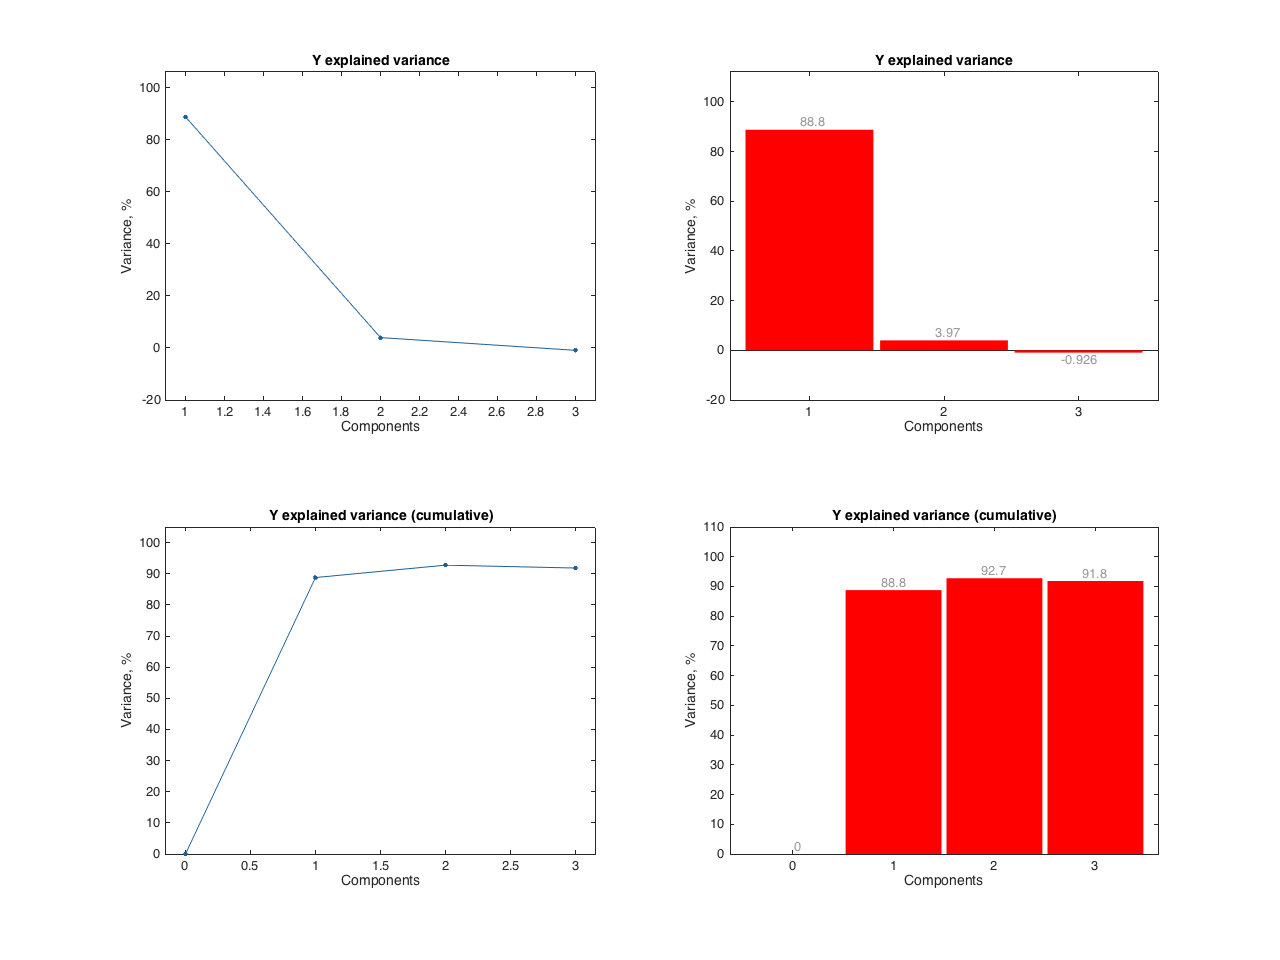 Y explained variance
100
80
60
40
20
0
-20
Variance, %
1 1.2 1.4 1.6 1.8 2 2.2 2.4 2.6 2.8 3
Components
Y explained variance
100
80
60
40
20
0
-20
Variance, %
88.8
3.97
-0.926
1 2 3
Components
Y explained variance (cumulative)
100
90
80
70
60
50
40
30
20
10
0
Variance, %
0 0.5 1 1.5 2 2.5 3
Components
Y explained variance (cumulative)
110
100
90
80
70
60
50
40
30
20
10
0
Variance, %
0
88.8
92.7
91.8
0 1 2 3
Components